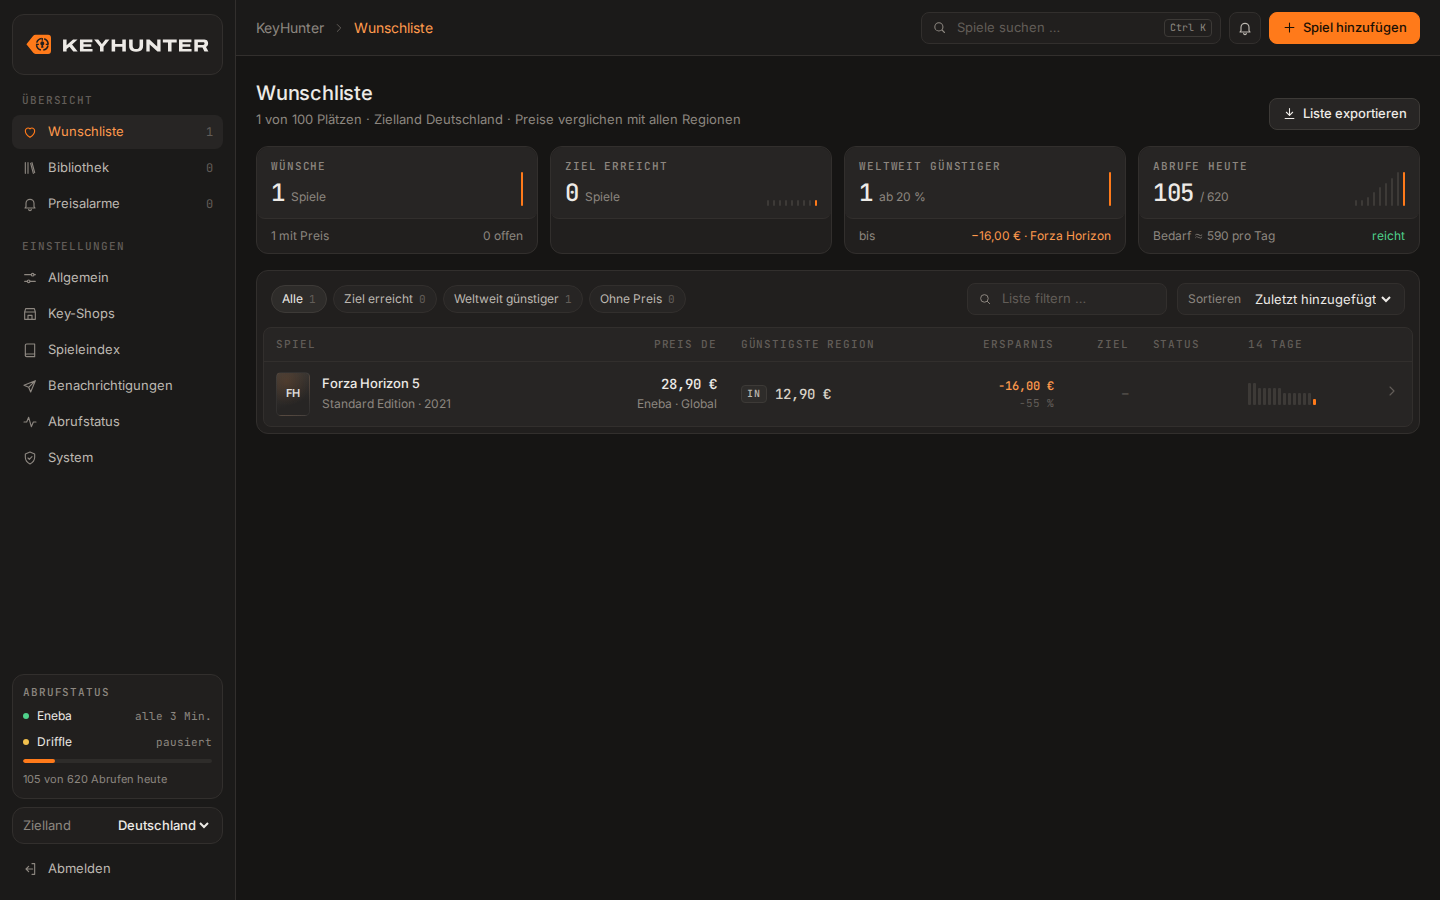 KEYHUNTER
KeyHunter
Wunschliste
Spiele suchen ...
Ctrl K
Spiel hinzufügen
ÜBERSICHT
Wunschliste 1
Bibliothek 0
Preisalarme 0
EINSTELLUNGEN
Allgemein
Key-Shops
Spieleindex
Benachrichtigungen
Abrufstatus
System
ABRUFSTATUS
Eneba alle 3 Min.
Driffle pausiert
105 von 620 Abrufen heute
Zielland Deutschland
Abmelden
Wunschliste
1 von 100 Plätzen · Zielland Deutschland · Preise verglichen mit allen Regionen
Liste exportieren
WÜNSCHE
1 Spiele
1 mit Preis 0 offen
ZIEL ERREICHT
0 Spiele
WELTWEIT GÜNSTIGER
1 ab 20 %
bis −16,00 € · Forza Horizon
ABRUFE HEUTE
105 / 620
Bedarf ≈ 590 pro Tag reicht
Alle 1
Ziel erreicht 0
Weltweit günstiger 1
Ohne Preis 0
Liste filtern ...
Sortieren Zuletzt hinzugefügt
SPIEL PREIS DE GÜNSTIGSTE REGION ERSPARNIS ZIEL STATUS 14 TAGE
FH Forza Horizon 5 28,90 € IN 12,90 € −16,00 € –
Standard Edition · 2021 Eneba · Global −55 %